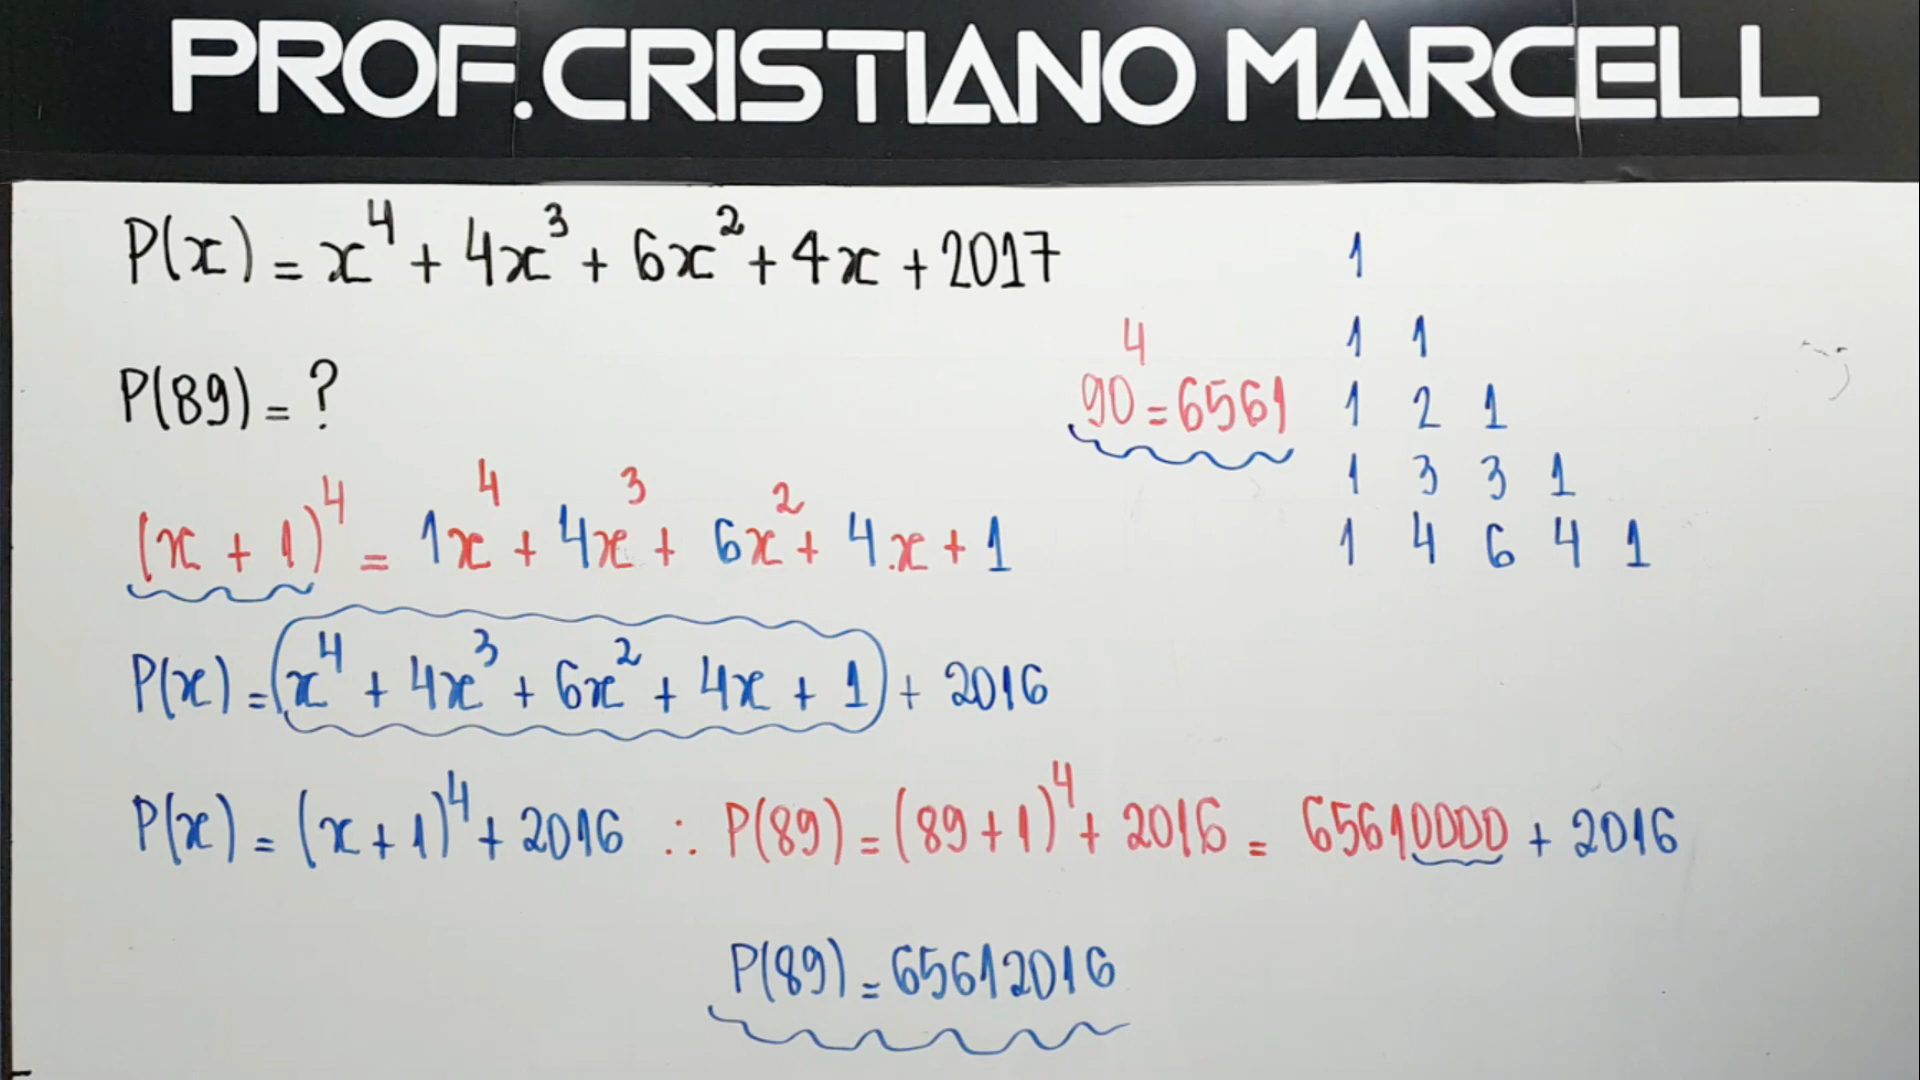 PROF.CRISTIANO MARCELL
P(x) = x⁴ + 4x³ + 6x² + 4x + 2017
P(89) = ?
90⁴ = 6561
1
1 1
1 2 1
1 3 3 1
1 4 6 4 1
(x + 1)⁴ = 1x⁴ + 4x³ + 6x² + 4x + 1
P(x) = (x⁴ + 4x³ + 6x² + 4x + 1) + 2016
P(x) = (x+1)⁴ + 2016 ∴ P(89) = (89+1)⁴ + 2016 = 65610000 + 2016
P(89) = 65612016